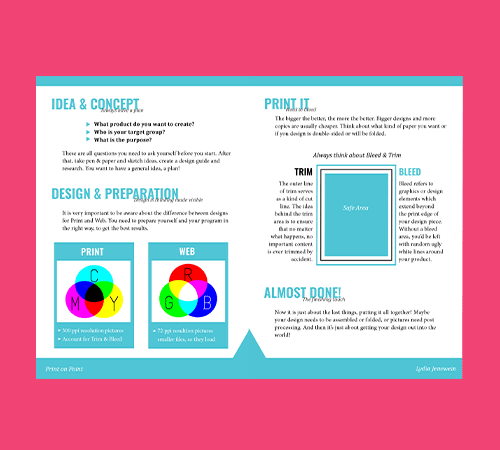 IDEA & CONCEPT
Always have a plan
What product do you want to create?
Who is your target group?
What is the purpose?
These are all questions you need to ask yourself before you start. After
that, take pen & paper and sketch ideas, create a design guide and
research. You want to have a general idea, a plan!
DESIGN & PREPARATION
Design is thinking made visible
It is very important to be aware about the difference between designs
for Print and Web. You need to prepare yourself and your program in
the right way, to get the best results.
PRINT
C
M
Y
300 ppi resolution pictures
Account for Trim & Bleed
WEB
R
G
B
72 ppi resolution pictures
smaller files, so they load
Print on Point
PRINT IT
The bigger the better, the more the better. Bigger designs and more
copies are usually cheaper. Think about what kind of paper you want or
if you design is double-sided or will be folded.
Always think about Bleed & Trim
TRIM
The outer line
of trim serves
as a kind of cut
line. The idea
behind the trim
area is to ensure
that no matter
what happens, no
important content
is ever trimmed by
accident.
Safe Area
BLEED
Bleed refers to
graphics or design
elements which
extend beyond
the print edge of
your design piece.
Without a bleed
area, you'd be left
with random ugly
white lines around
your product.
ALMOST DONE!
The finishing touch
Now it is just about the last things, putting it all together! Maybe
your design needs to be assembled or folded, or pictures need post
processing. And then it's just about getting your design out into the
world!
Lydia Jenewein